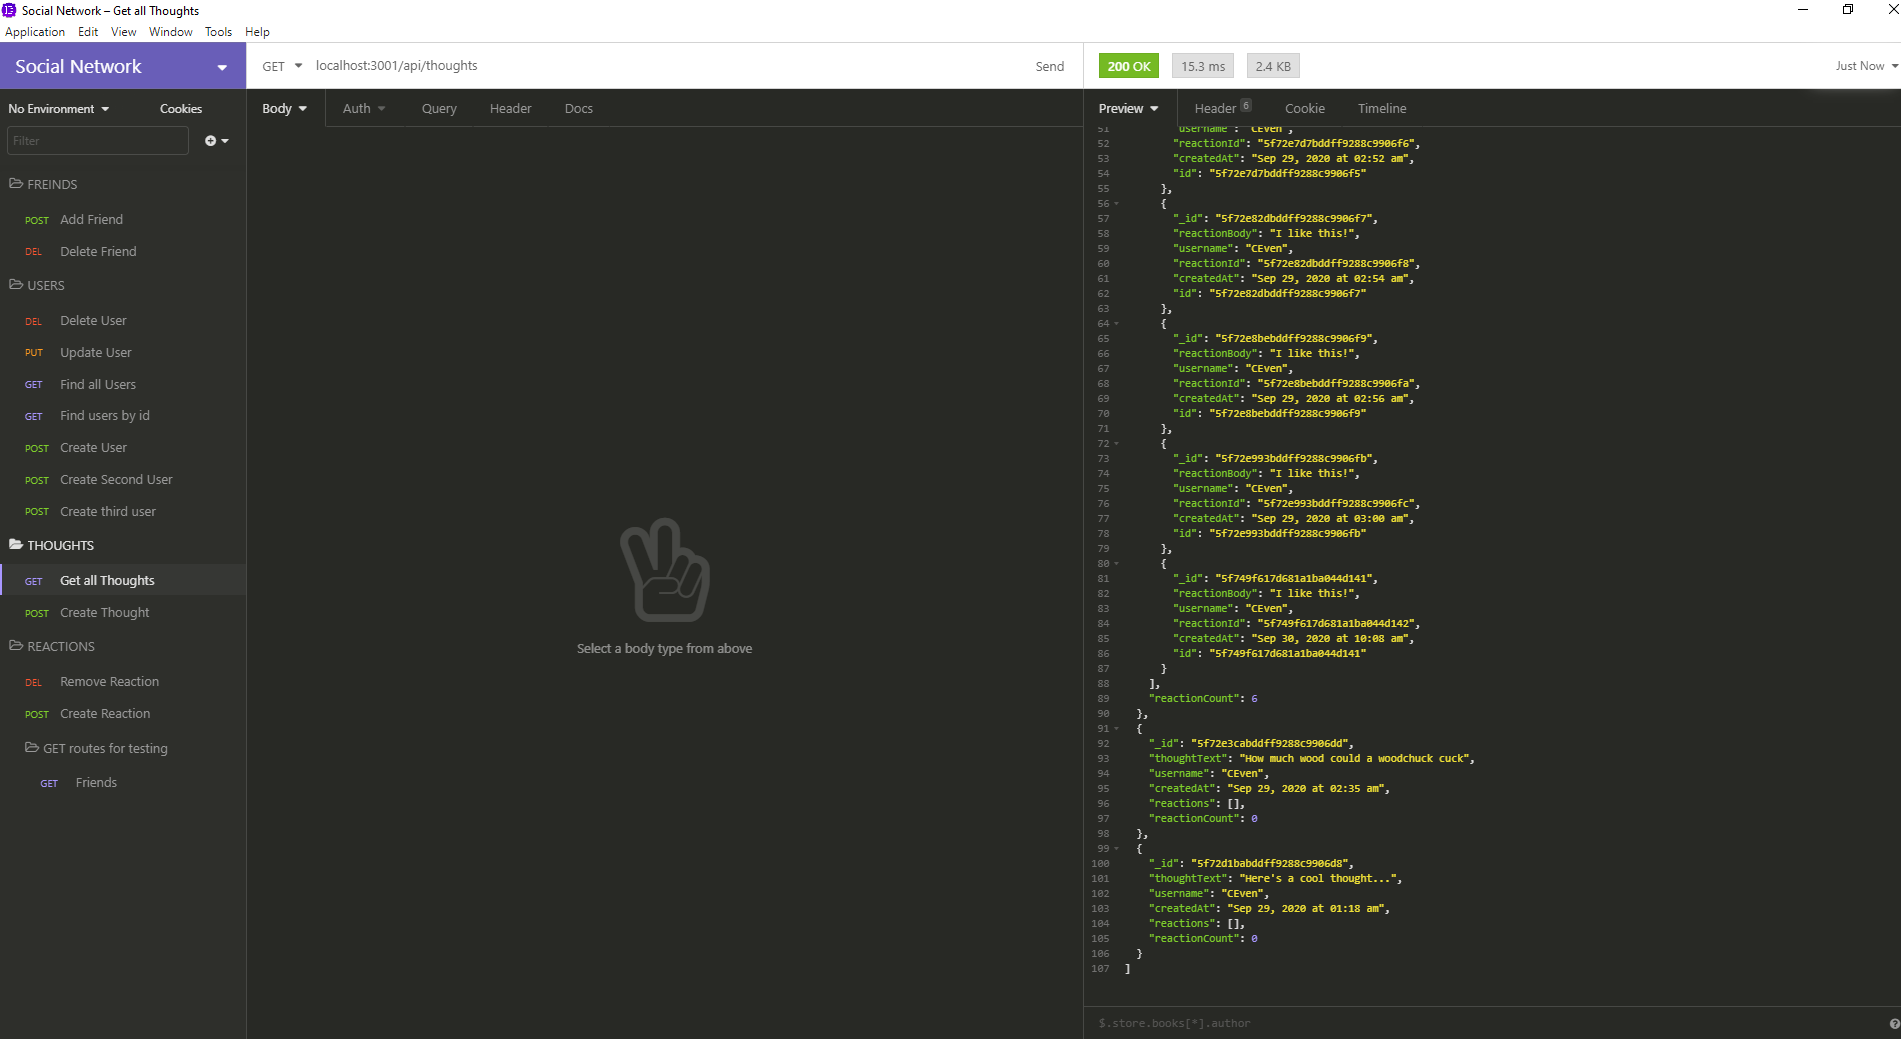 Social Network – Get all Thoughts
Application Edit View Window Tools Help
Social Network
GET localhost:3001/api/thoughts Send
200 OK 15.3 ms 2.4 KB Just Now
No Environment Cookies
Filter
FREINDS
POST Add Friend
DEL Delete Friend
USERS
DEL Delete User
PUT Update User
GET Find all Users
GET Find users by id
POST Create User
POST Create Second User
POST Create third user
THOUGHTS
GET Get all Thoughts
POST Create Thought
REACTIONS
DEL Remove Reaction
POST Create Reaction
GET routes for testing
GET Friends
Body Auth Query Header Docs
Select a body type from above
Preview Header 6 Cookie Timeline
51 "username": "CEven",
52 "reactionId": "5f72e7d7bddff9288c9906f6",
53 "createdAt": "Sep 29, 2020 at 02:52 am",
54 "id": "5f72e7d7bddff9288c9906f5"
55 },
56 {
57 "_id": "5f72e82dbddff9288c9906f7",
58 "reactionBody": "I like this!",
59 "username": "CEven",
60 "reactionId": "5f72e82dbddff9288c9906f8",
61 "createdAt": "Sep 29, 2020 at 02:54 am",
62 "id": "5f72e82dbddff9288c9906f7"
63 },
64 {
65 "_id": "5f72e8bebddff9288c9906f9",
66 "reactionBody": "I like this!",
67 "username": "CEven",
68 "reactionId": "5f72e8bebddff9288c9906fa",
69 "createdAt": "Sep 29, 2020 at 02:56 am",
70 "id": "5f72e8bebddff9288c9906f9"
71 },
72 {
73 "_id": "5f72e993bddff9288c9906fb",
74 "reactionBody": "I like this!",
75 "username": "CEven",
76 "reactionId": "5f72e993bddff9288c9906fc",
77 "createdAt": "Sep 29, 2020 at 03:00 am",
78 "id": "5f72e993bddff9288c9906fb"
79 },
80 {
81 "_id": "5f749f617d681a1ba044d141",
82 "reactionBody": "I like this!",
83 "username": "CEven",
84 "reactionId": "5f749f617d681a1ba044d142",
85 "createdAt": "Sep 30, 2020 at 10:08 am",
86 "id": "5f749f617d681a1ba044d141"
87 }
88 ],
89 "reactionCount": 6
90 },
91 {
92 "_id": "5f72e3cabddff9288c9906dd",
93 "thoughtText": "How much wood could a woodchuck cuck",
94 "username": "CEven",
95 "createdAt": "Sep 29, 2020 at 02:35 am",
96 "reactions": [],
97 "reactionCount": 0
98 },
99 {
100 "_id": "5f72d1babddff9288c9906d8",
101 "thoughtText": "Here's a cool thought...",
102 "username": "CEven",
103 "createdAt": "Sep 29, 2020 at 01:18 am",
104 "reactions": [],
105 "reactionCount": 0
106 }
107 ]
$.store.books[*].author